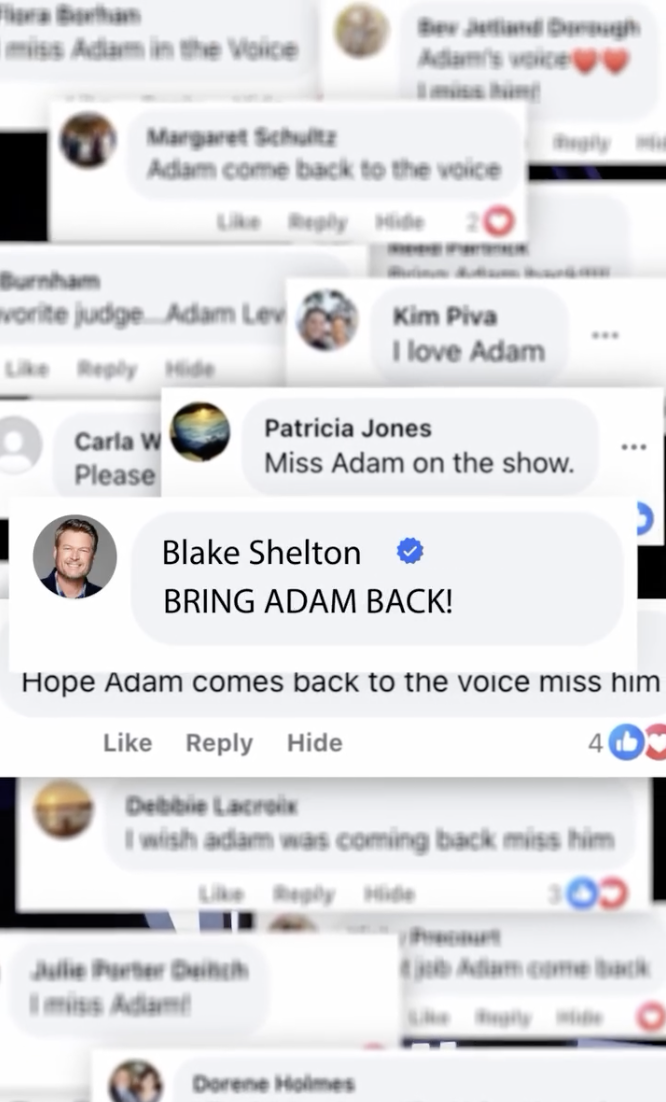 Flora Borhan
I miss Adam in the Voice
Bev Jetland Dorough
Adam's voice❤️❤️
I miss him!
Reply
Margaret Schultz
Adam come back to the voice
Like Reply Hide 2
Bring Adam back!!!!!
Burnham
vorite judge...Adam Lev
Like Reply Hide
Kim Piva
I love Adam
Carla W
Please
Patricia Jones
Miss Adam on the show.
Blake Shelton
BRING ADAM BACK!
Hope Adam comes back to the voice miss him
Like Reply Hide 4
Debbie Lacroix
I wish adam was coming back miss him
Like Reply Hide 3
Precourt
t job Adam come back
Like Reply Hide
Julie Porter Deitch
I miss Adam!
Dorene Holmes